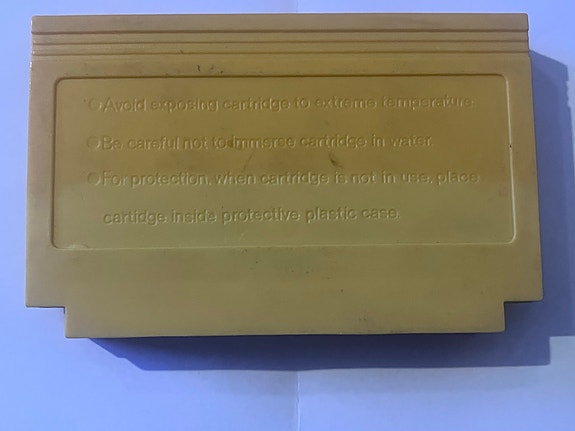 ○Avoid exposing cartridge to extreme temperature.
○Be careful not to immerse cartridge in water.
○For protection, when cartridge is not in use, place
cartidge inside protective plastic case.